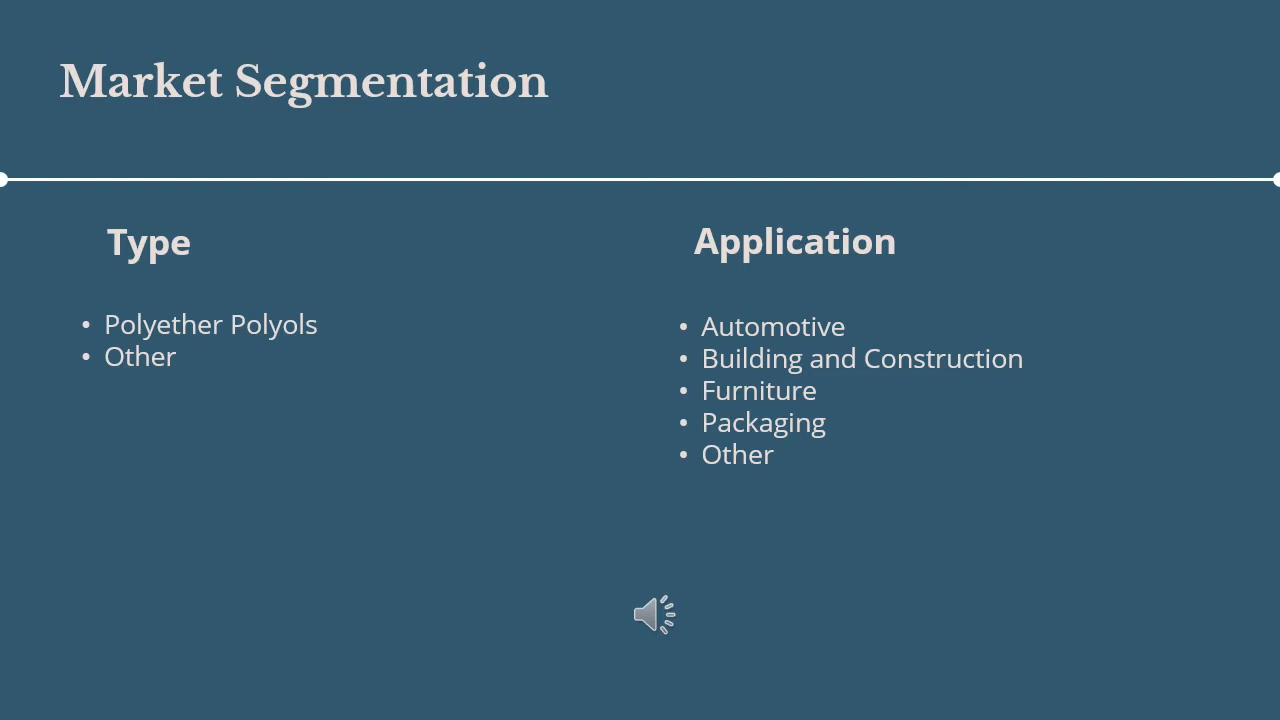 Market Segmentation
Type
• Polyether Polyols
• Other
Application
• Automotive
• Building and Construction
• Furniture
• Packaging
• Other